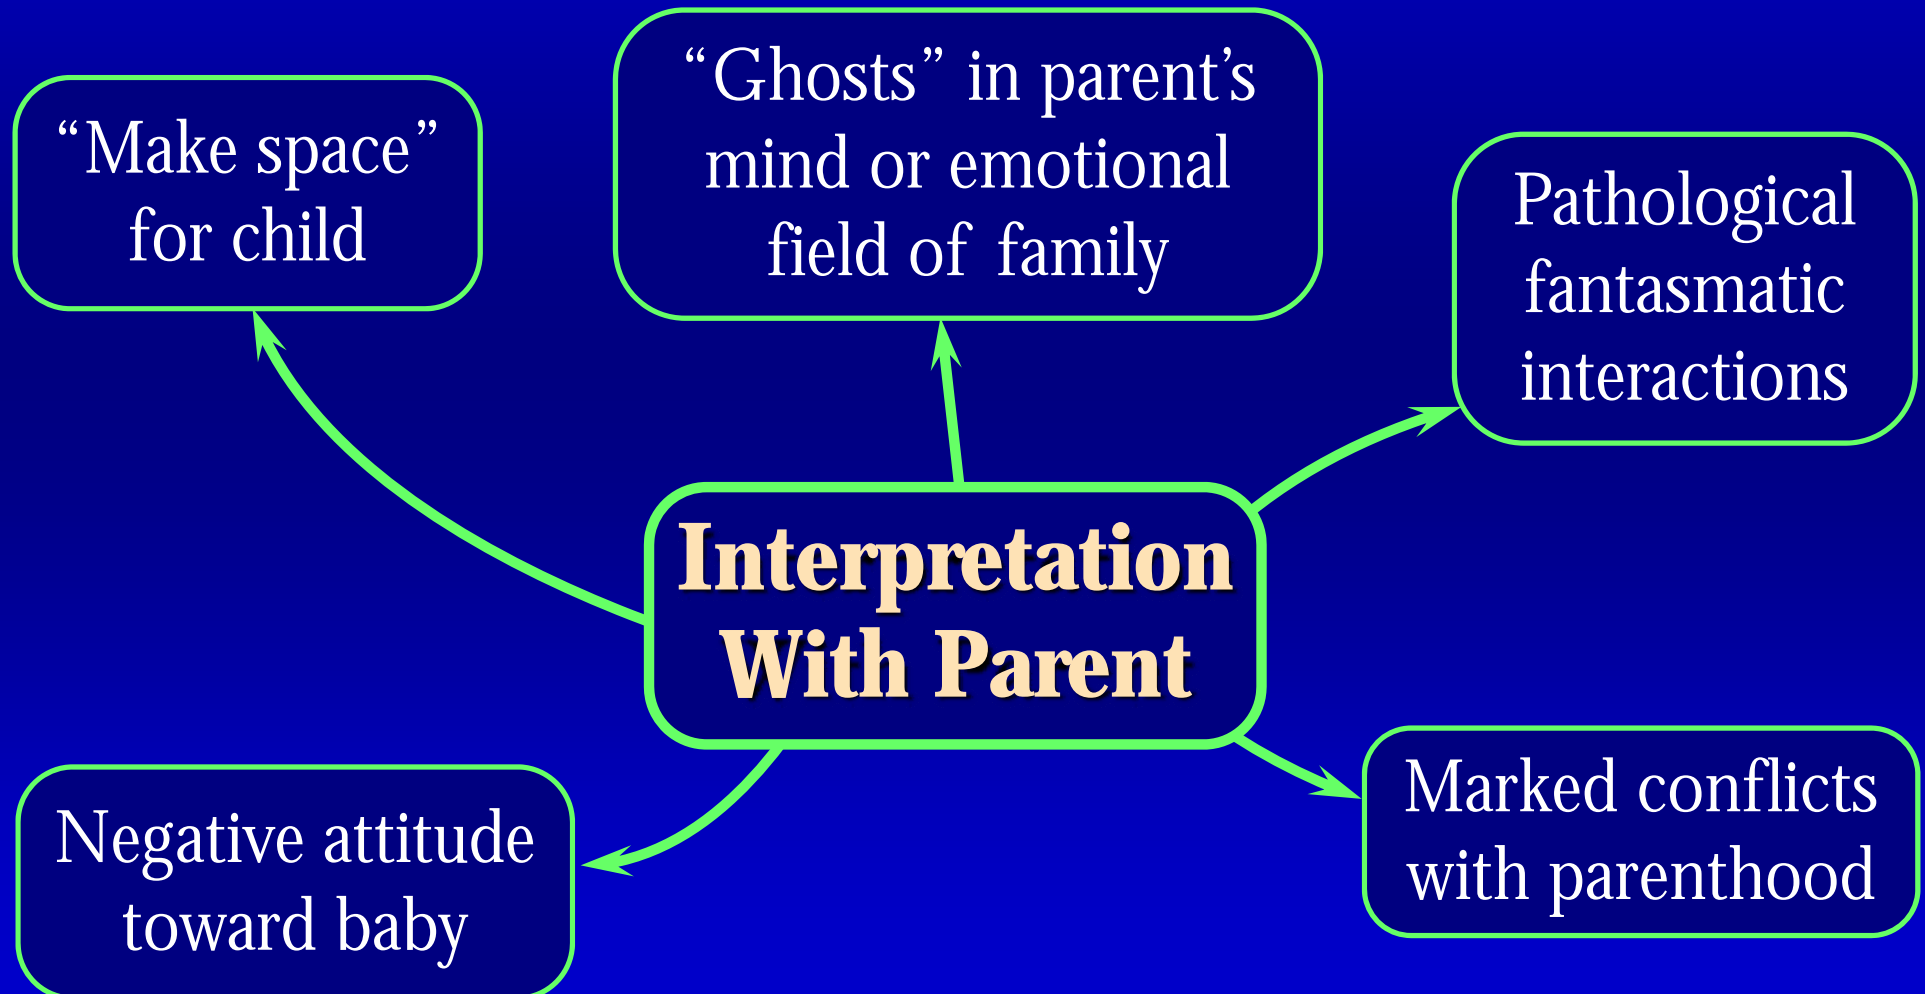 “Make space”
for child
“Ghosts” in parent’s
mind or emotional
field of family
Pathological
fantasmatic
interactions
Interpretation
With Parent
Negative attitude
toward baby
Marked conflicts
with parenthood